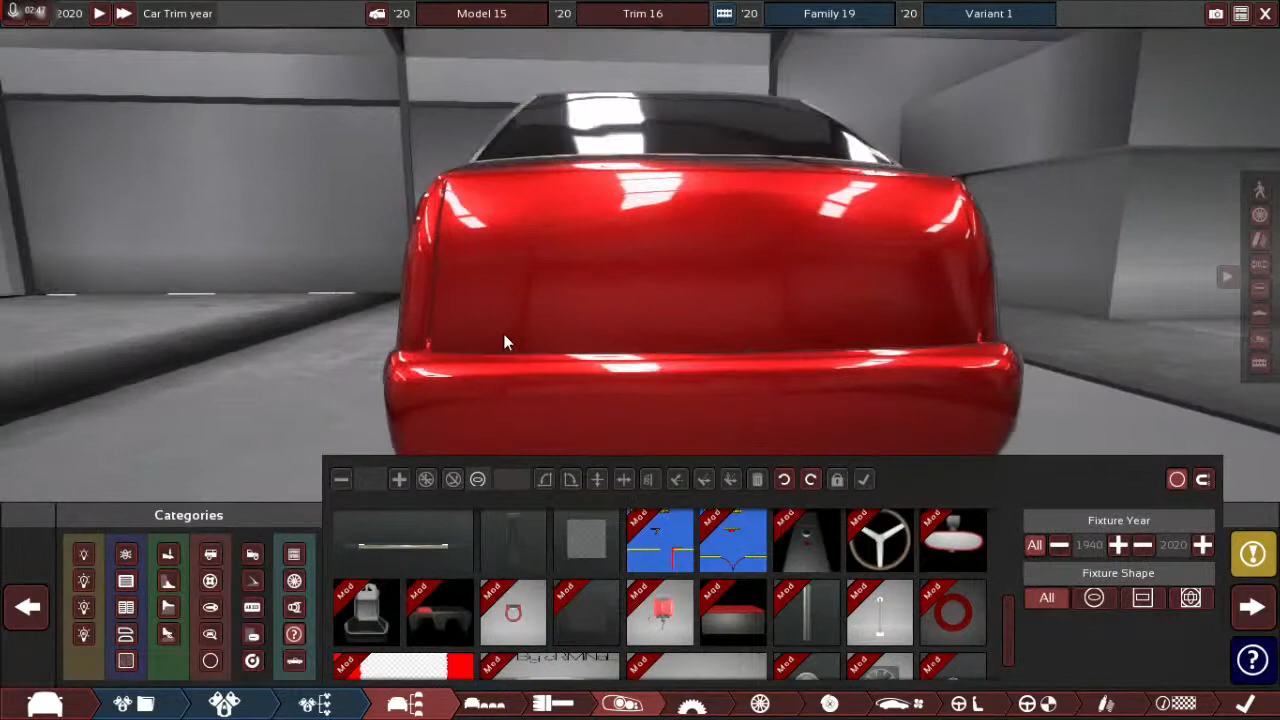 02:47 2020 Car Trim year '20 Model 15 '20 Trim 16 '20 Family 19 '20 Variant 1
Categories
Fixture Year
All 1940 2020
Fixture Shape
All
Mod Mod Mod Mod Mod
Mod Mod Mod Mod Mod Mod Mod Mod Mod
Mod Mod Mod Mod Mod Mod